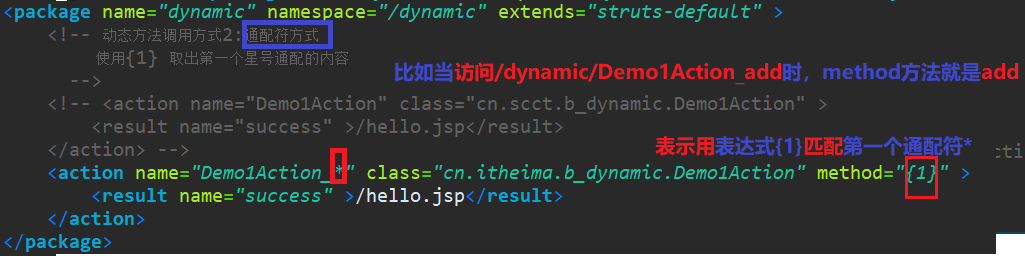 <package name="dynamic" namespace="/dynamic" extends="struts-default" >
<!-- 动态方法调用方式2:通配符方式
使用{1} 取出第一个星号通配的内容
-->
比如当访问/dynamic/Demo1Action_add时，method方法就是add
<!-- <action name="Demo1Action" class="cn.scct.b_dynamic.Demo1Action" >
<result name="success" >/hello.jsp</result>
</action> -->
表示用表达式{1}匹配第一个通配符*
<action name="Demo1Action_*" class="cn.itheima.b_dynamic.Demo1Action" method="{1}" >
<result name="success" >/hello.jsp</result>
</action>
</package>